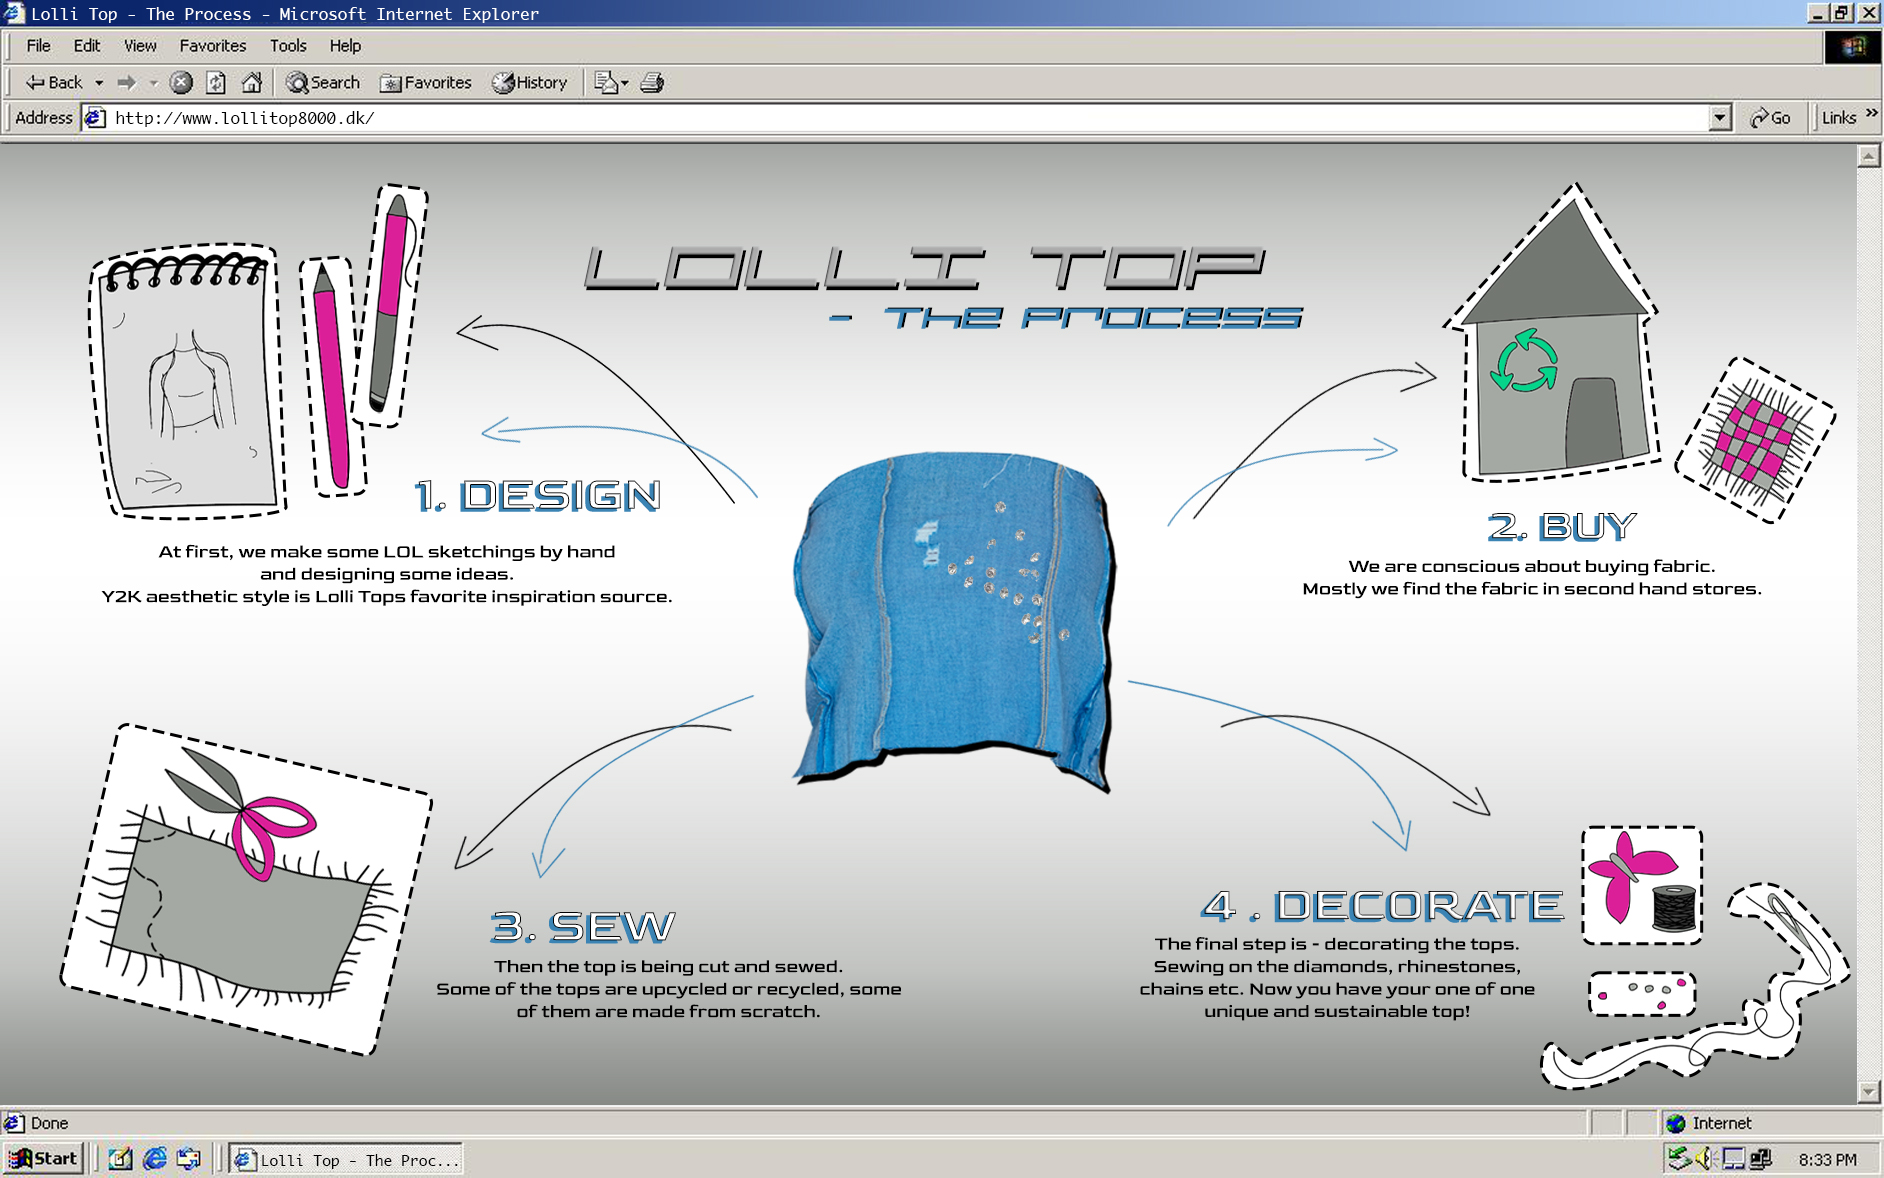 Lolli Top - The Process - Microsoft Internet Explorer
File Edit View Favorites Tools Help
Back Search Favorites History
Address http://www.lollitop8000.dk/ Go Links »
LOLLI TOP
- THE PROCESS
1. DESIGN
At first, we make some LOL sketchings by hand
and designing some ideas.
Y2K aesthetic style is Lolli Tops favorite inspiration source.
2. BUY
We are conscious about buying fabric.
Mostly we find the fabric in second hand stores.
3. SEW
Then the top is being cut and sewed.
Some of the tops are upcycled or recycled, some
of them are made from scratch.
4 . DECORATE
The final step is - decorating the tops.
Sewing on the diamonds, rhinestones,
chains etc. Now you have your one of one
unique and sustainable top!
Done Internet
Start Lolli Top - The Proc... 8:33 PM